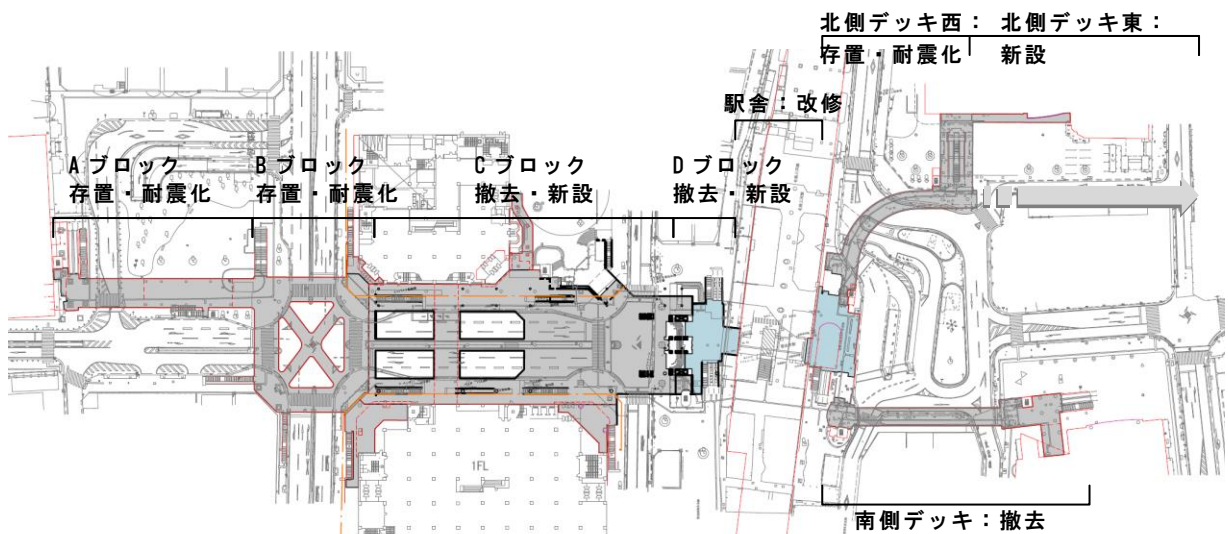 北側デッキ西：
存置・耐震化
北側デッキ東：
新設
駅舎：改修
Aブロック
存置・耐震化
Bブロック
存置・耐震化
Cブロック
撤去・新設
Dブロック
撤去・新設
1FL
南側デッキ：撤去